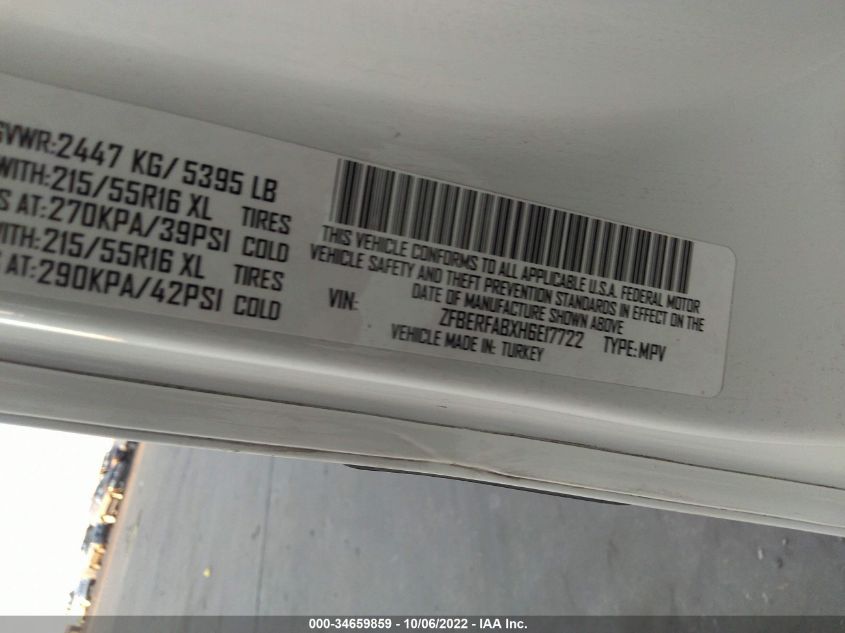 GVWR:2447 KG/ 5395 LB
WITH:215/55R16 XL TIRES
AT:270KPA/39PSI COLD
WITH:215/55R16 XL TIRES
AT:290KPA/42PSI COLD
THIS VEHICLE CONFORMS TO ALL APPLICABLE U.S.A. FEDERAL MOTOR
VEHICLE SAFETY AND THEFT PREVENTION STANDARDS IN EFFECT ON THE
DATE OF MANUFACTURE SHOWN ABOVE
VIN: ZFBERFABXH6E17722 TYPE:MPV
VEHICLE MADE IN: TURKEY
000-34659859 - 10/06/2022 - IAA Inc.